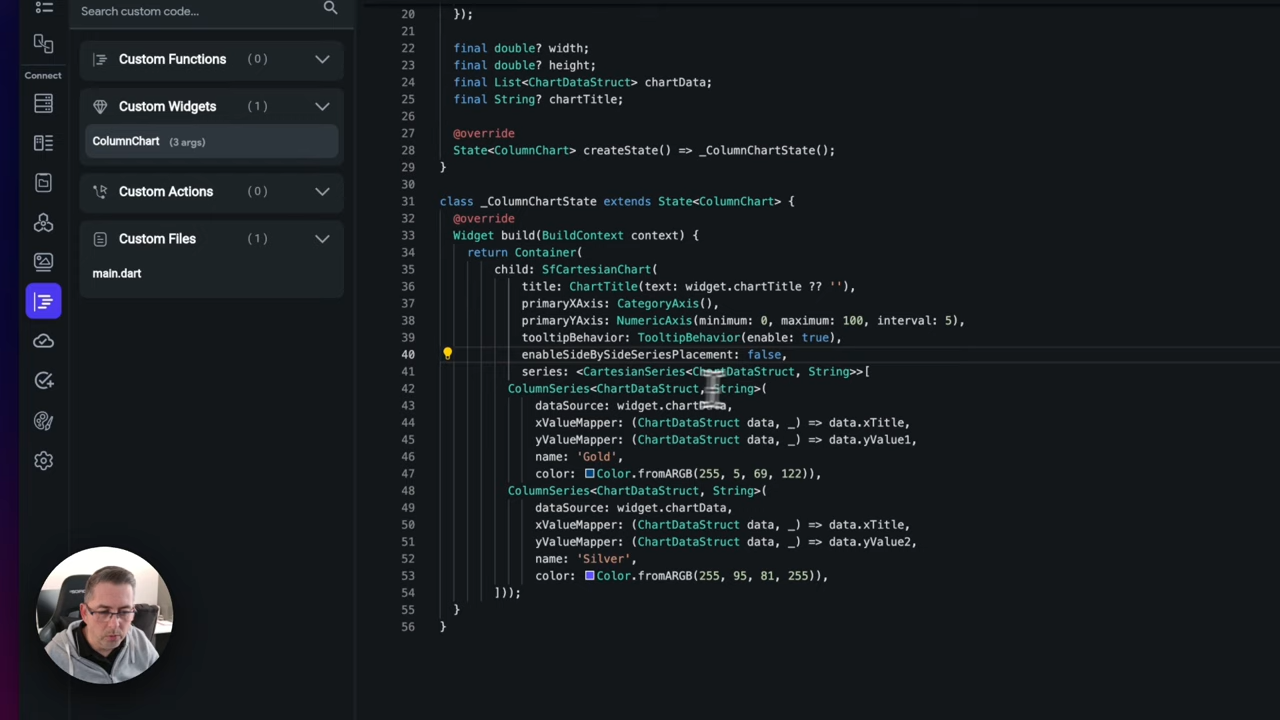 Search custom code...
Connect
Custom Functions (0)
Custom Widgets (1)
ColumnChart (3 args)
Custom Actions (0)
Custom Files (1)
main.dart
20 });
21
22 final double? width;
23 final double? height;
24 final List<ChartDataStruct> chartData;
25 final String? chartTitle;
26
27 @override
28 State<ColumnChart> createState() => _ColumnChartState();
29 }
30
31 class _ColumnChartState extends State<ColumnChart> {
32 @override
33 Widget build(BuildContext context) {
34 return Container(
35 child: SfCartesianChart(
36 title: ChartTitle(text: widget.chartTitle ?? ''),
37 primaryXAxis: CategoryAxis(),
38 primaryYAxis: NumericAxis(minimum: 0, maximum: 100, interval: 5),
39 tooltipBehavior: TooltipBehavior(enable: true),
40 enableSideBySideSeriesPlacement: false,
41 series: <CartesianSeries<ChartDataStruct, String>>[
42 ColumnSeries<ChartDataStruct, String>(
43 dataSource: widget.chartData,
44 xValueMapper: (ChartDataStruct data, _) => data.xTitle,
45 yValueMapper: (ChartDataStruct data, _) => data.yValue1,
46 name: 'Gold',
47 color: Color.fromARGB(255, 5, 69, 122)),
48 ColumnSeries<ChartDataStruct, String>(
49 dataSource: widget.chartData,
50 xValueMapper: (ChartDataStruct data, _) => data.xTitle,
51 yValueMapper: (ChartDataStruct data, _) => data.yValue2,
52 name: 'Silver',
53 color: Color.fromARGB(255, 95, 81, 255)),
54 ]));
55 }
56 }